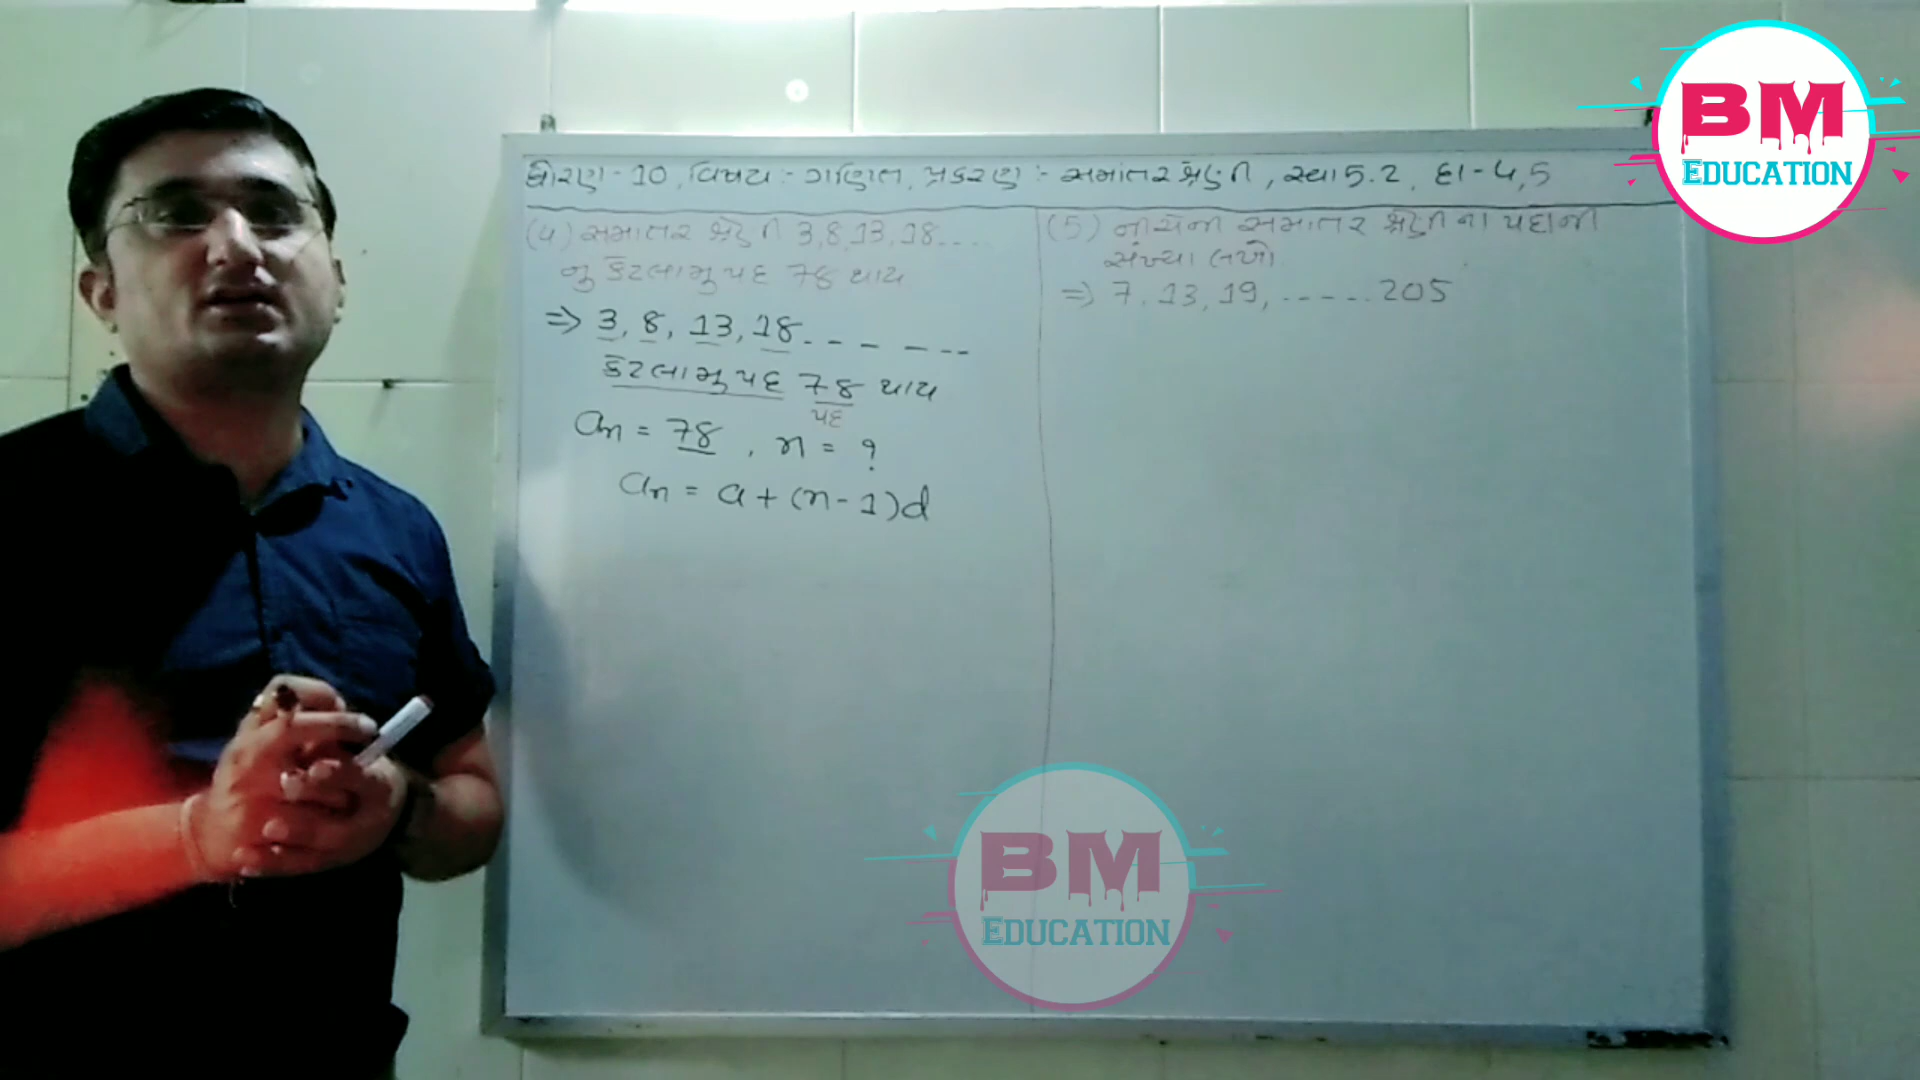 ધોરણ - 10, વિષય :- ગણિત, પ્રકરણ :- સમાંતર શ્રેણી, સ્વા 5.2, દા - 4,5
(4) સમાંતર શ્રેણી 3,8,13,18....
નુ કેટલામુ પદ 78 થાય
⇒ 3, 8, 13, 18 - - - - - -
કેટલામુ પદ 78 થાય
પદ
an = 78 , n = ?
an = a + (n - 1)d
(5) નીચેની સમાંતર શ્રેણીના પદોની
સંખ્યા લખો
⇒ 7, 13, 19, ------ 205
BM
EDUCATION
BM
EDUCATION